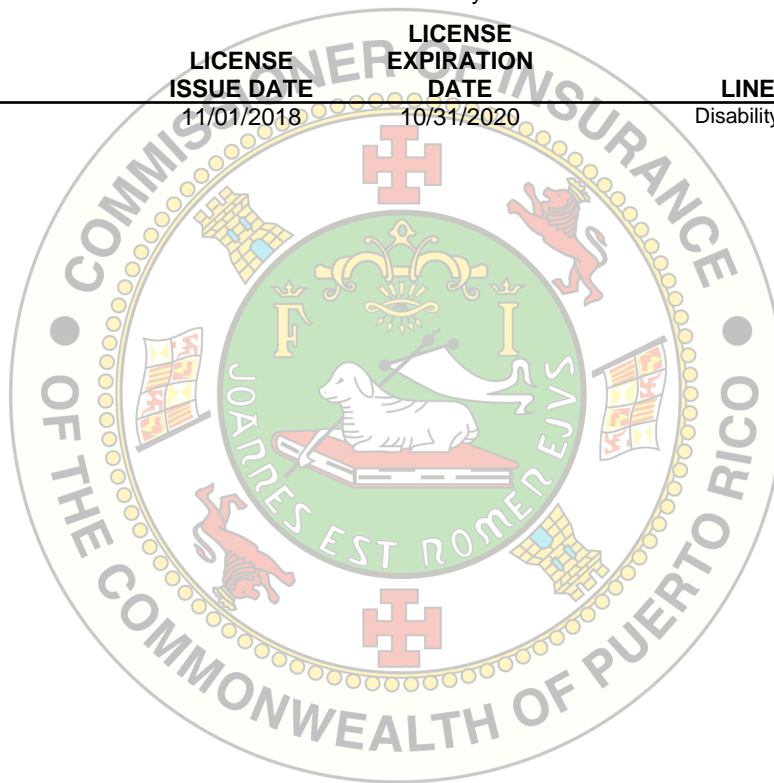 LICENSE
ISSUE DATE
LICENSE
EXPIRATION
DATE
LINE
11/01/2018
10/31/2020
Disability
COMMISSIONER OF INSURANCE
OF THE COMMONWEALTH OF PUERTO RICO
F I
JOANNES EST NOMEN EJVS